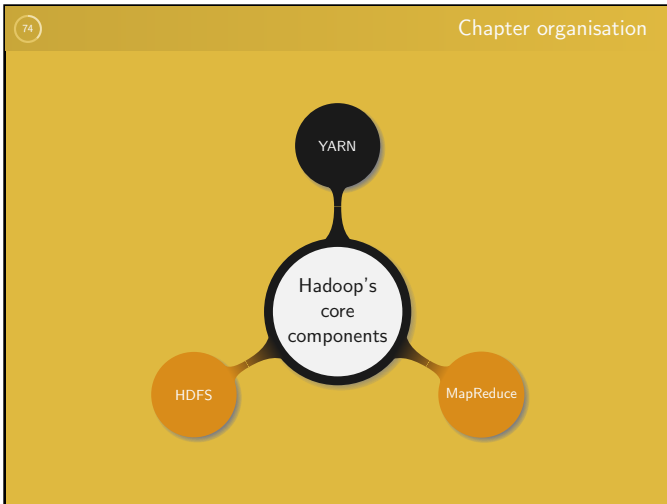 74
Chapter organisation
YARN
Hadoop's
core
components
HDFS
MapReduce